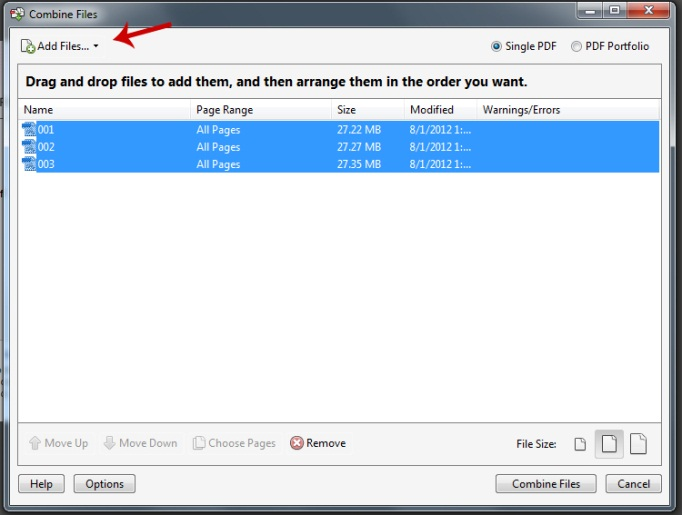 Combine Files
Add Files...
Single PDF PDF Portfolio
Drag and drop files to add them, and then arrange them in the order you want.
Name Page Range Size Modified Warnings/Errors
001 All Pages 27.22 MB 8/1/2012 1:...
002 All Pages 27.27 MB 8/1/2012 1:...
003 All Pages 27.35 MB 8/1/2012 1:...
Move Up Move Down Choose Pages Remove File Size:
Help Options Combine Files Cancel